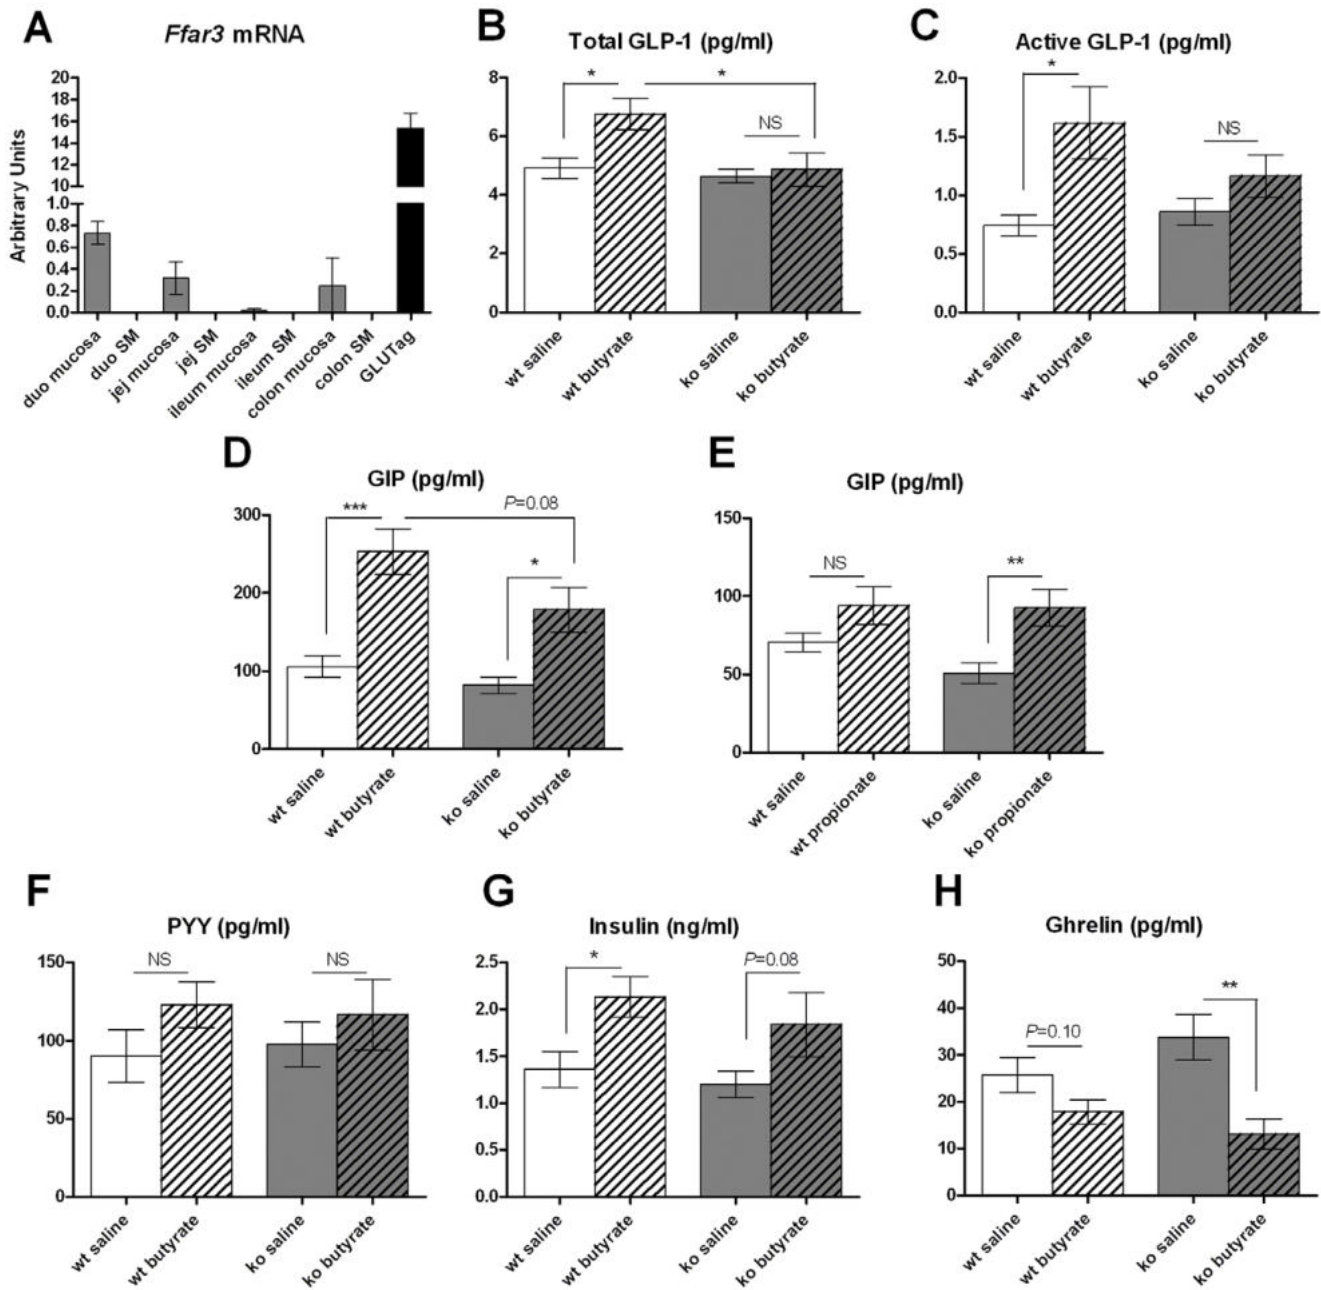 A
Ffar3 mRNA
Arbitrary Units
20
18
16
14
12
10
1.0
0.8
0.6
0.4
0.2
0.0
duo mucosa
duo SM
jej mucosa
jej SM
ileum mucosa
ileum SM
colon mucosa
colon SM
GLUTag
B
Total GLP-1 (pg/ml)
8
6
4
2
0
*
*
NS
wt saline
wt butyrate
ko saline
ko butyrate
C
Active GLP-1 (pg/ml)
2.0
1.5
1.0
0.5
0.0
*
NS
wt saline
wt butyrate
ko saline
ko butyrate
D
GIP (pg/ml)
300
200
100
0
***
P=0.08
*
wt saline
wt butyrate
ko saline
ko butyrate
E
GIP (pg/ml)
150
100
50
0
NS
**
wt saline
wt propionate
ko saline
ko propionate
F
PYY (pg/ml)
150
100
50
0
NS
NS
wt saline
wt butyrate
ko saline
ko butyrate
G
Insulin (ng/ml)
2.5
2.0
1.5
1.0
0.5
0.0
*
P=0.08
wt saline
wt butyrate
ko saline
ko butyrate
H
Ghrelin (pg/ml)
50
40
30
20
10
0
P=0.10
**
wt saline
wt butyrate
ko saline
ko butyrate